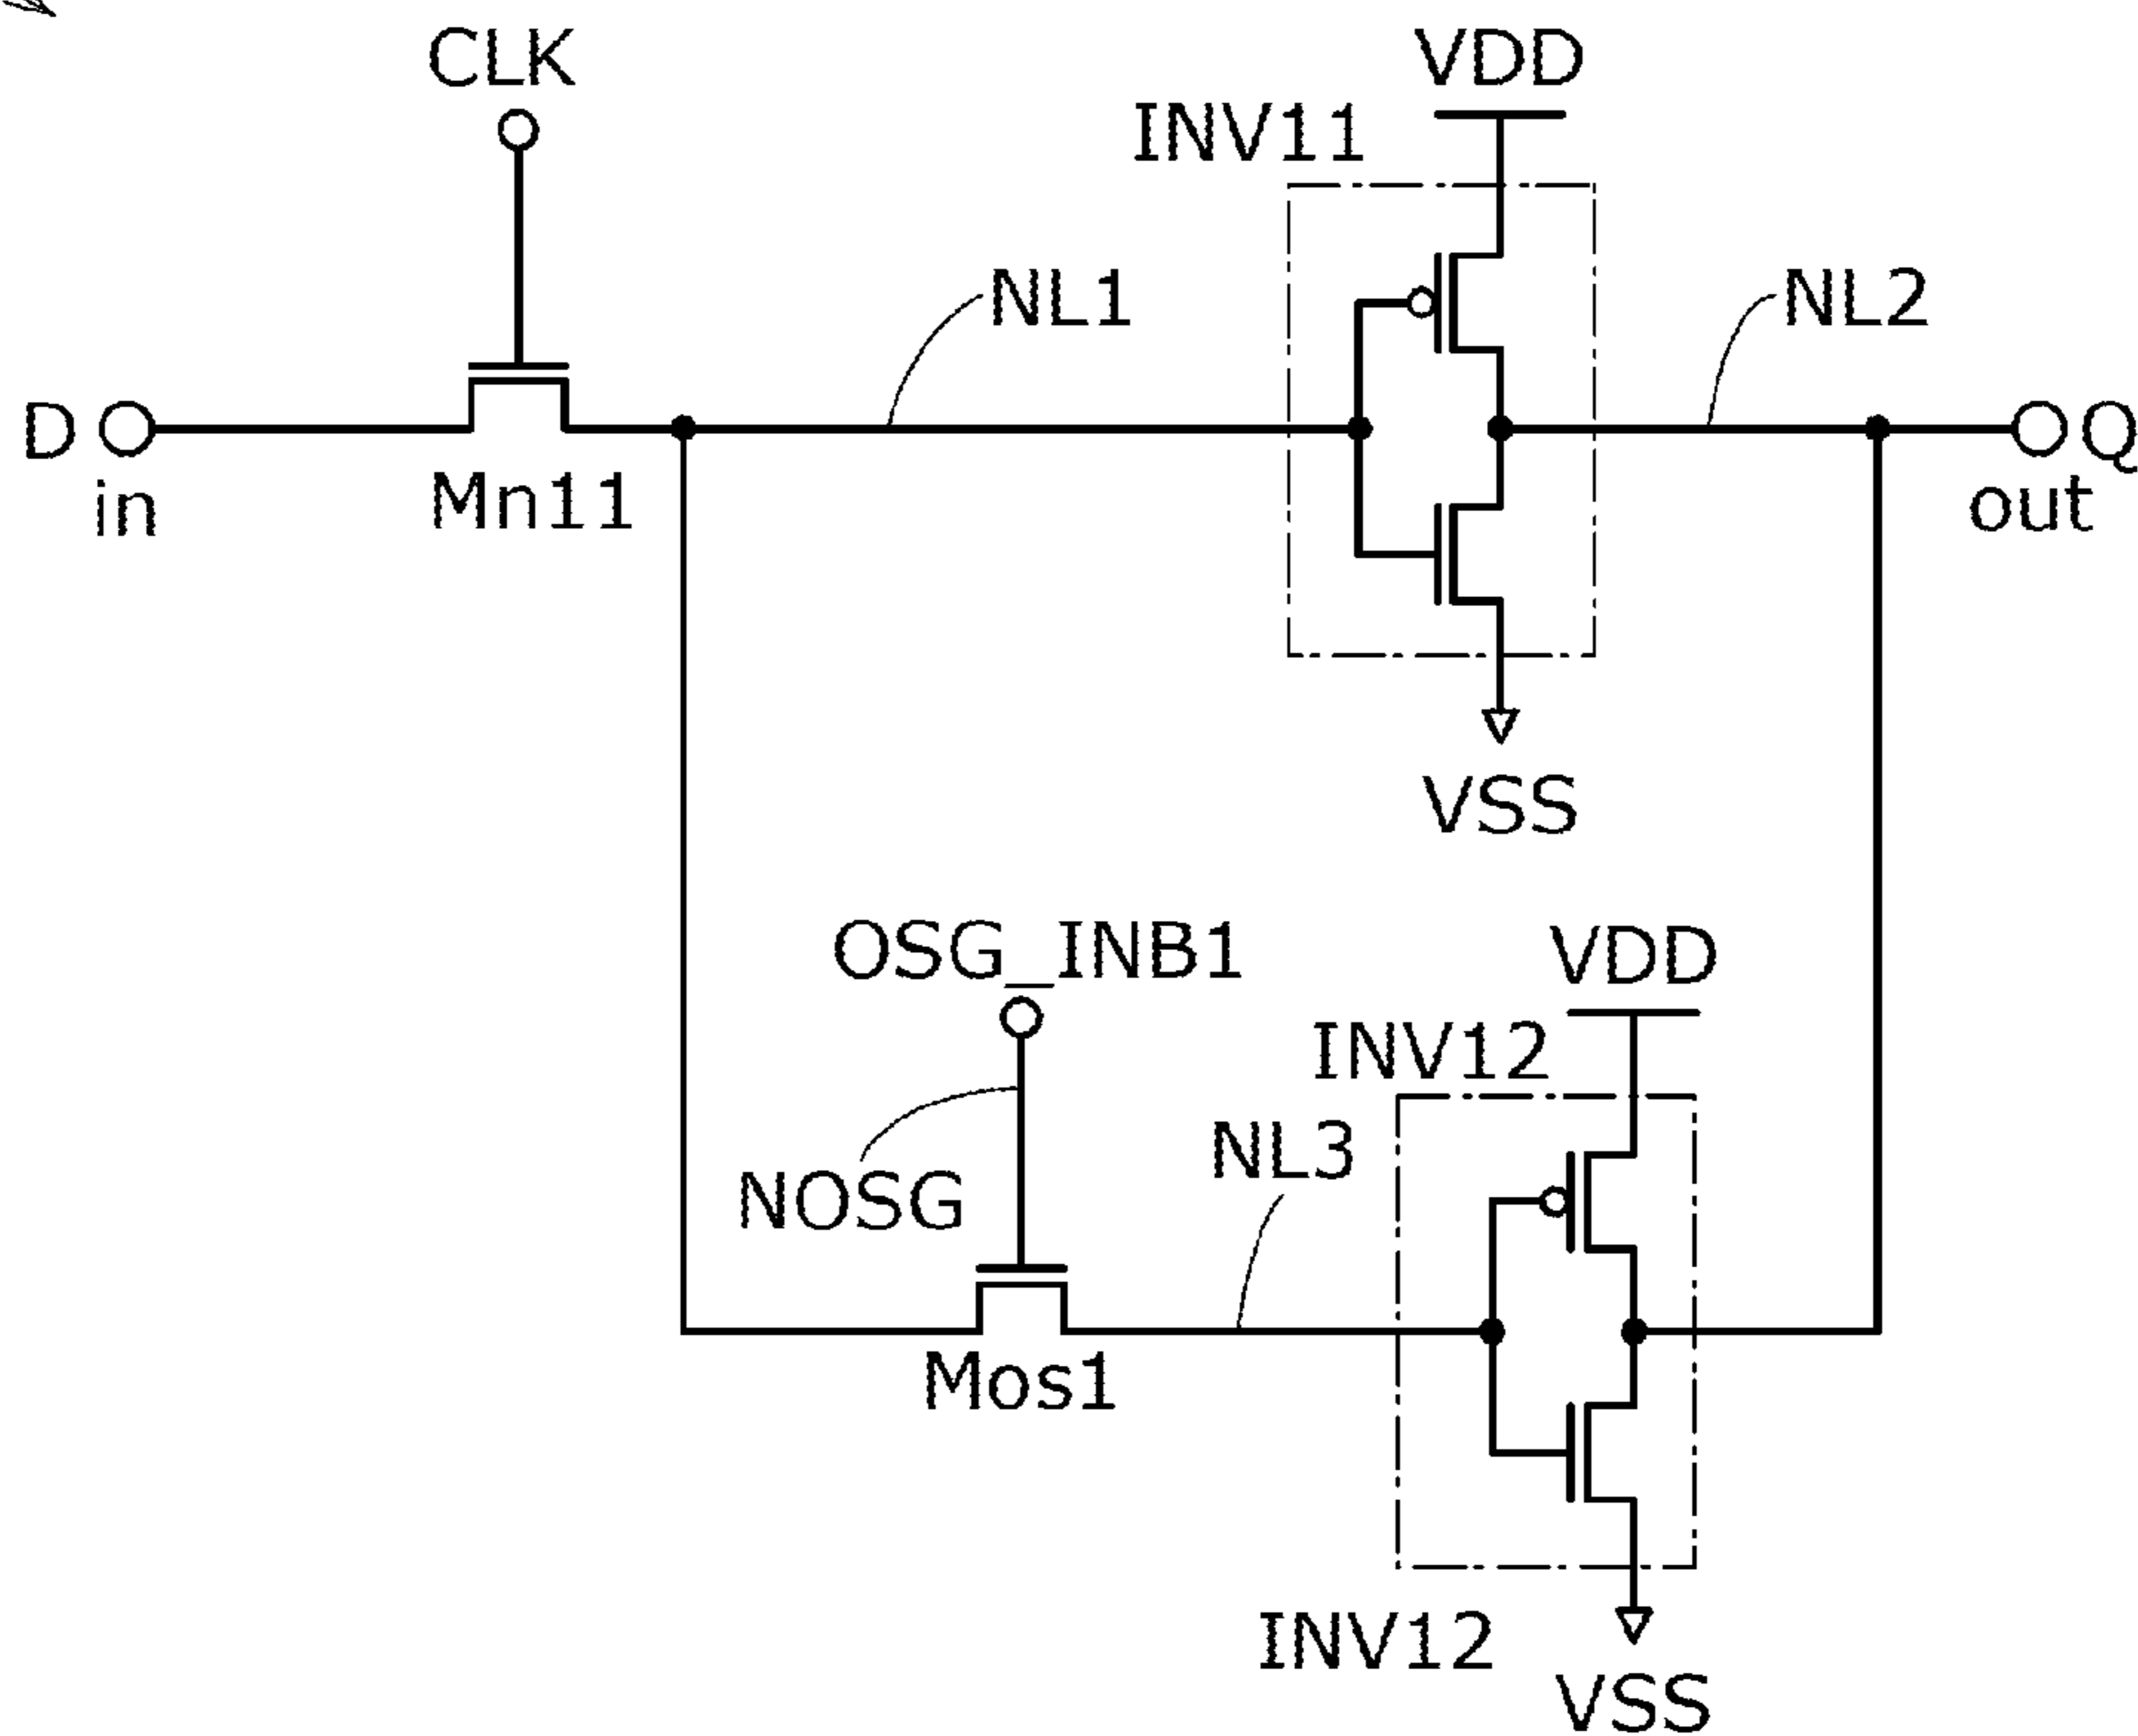 CLK
VDD
INV11
NL1
NL2
D
Q
in
Mn11
out
VSS
OSG_INB1
VDD
INV12
NL3
NOSG
Mos1
INV12
VSS